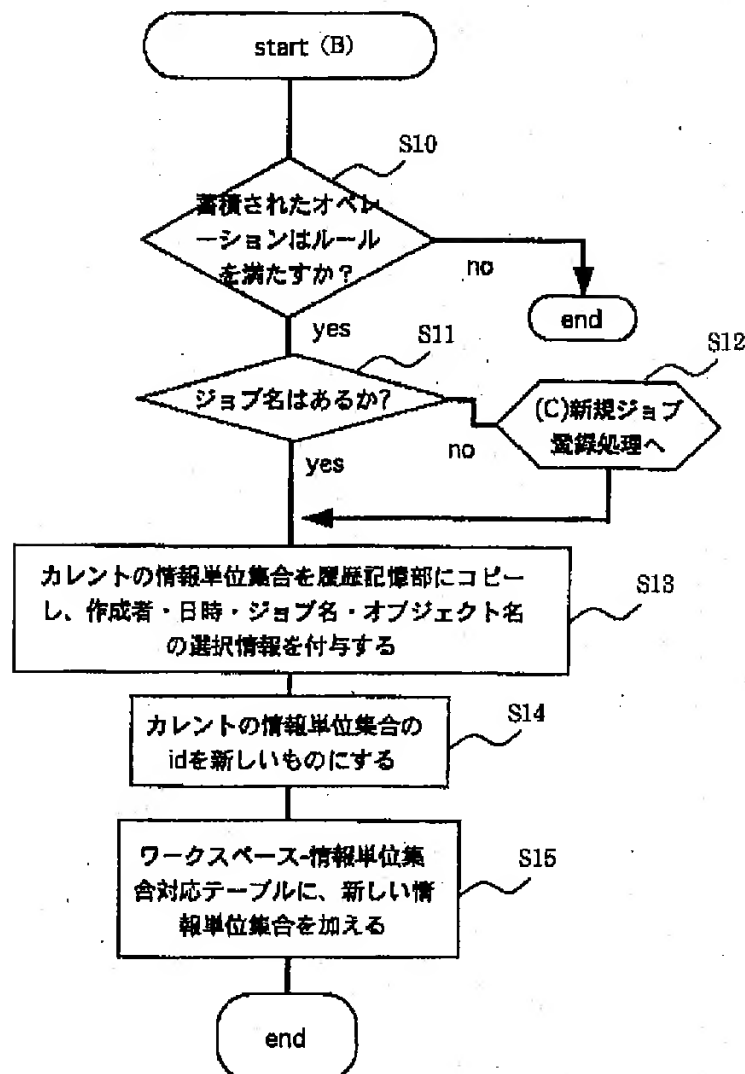 start (B)
S10
蓄積されたオペレ
ーションはルール
を満たすか？
no
end
yes
S11
ジョブ名はあるか?
no
S12
(C)新規ジョブ
登録処理へ
yes
カレントの情報単位集合を履歴記憶部にコピー
し、作成者・日時・ジョブ名・オブジェクト名
の選択情報を付与する
S13
カレントの情報単位集合の
idを新しいものにする
S14
ワークスペース-情報単位集
合対応テーブルに、新しい情
報単位集合を加える
S15
end